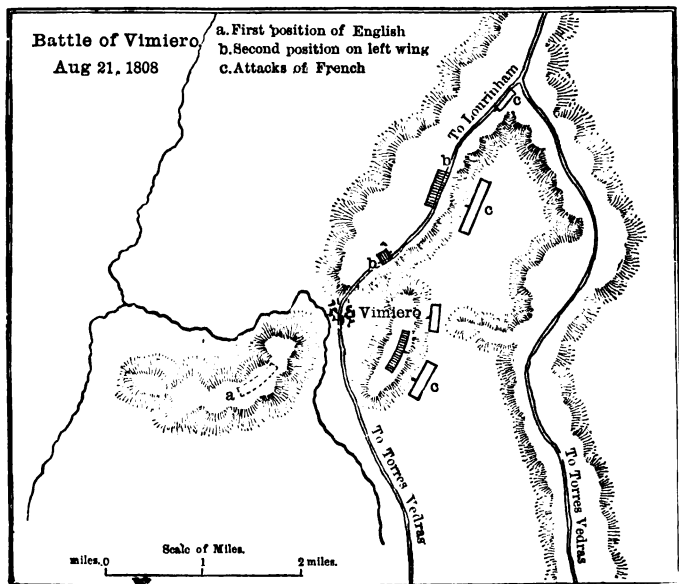 Battle of Vimiero
Aug 21, 1808
a. First position of English
b. Second position on left wing
c. Attacks of French
To Lourinham
c
b
c
b
Vimiero
a
c
To Torres Vedras
To Torres Vedras
Scale of Miles.
miles. 0 1 2 miles.